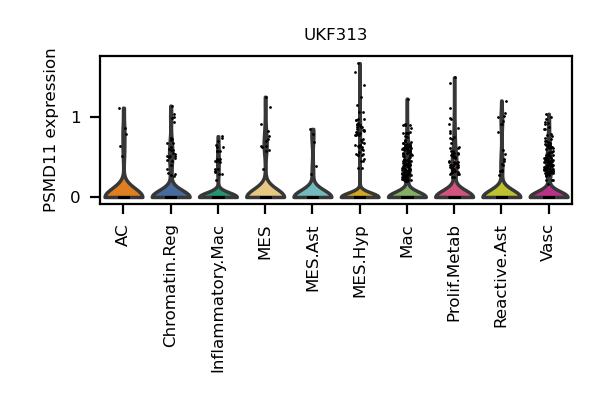 UKF313
PSMD11 expression
1
0
AC
Chromatin.Reg
Inflammatory.Mac
MES
MES.Ast
MES.Hyp
Mac
Prolif.Metab
Reactive.Ast
Vasc